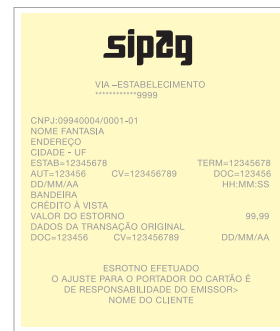 sipag
VIA –ESTABELECIMENTO
************9999
CNPJ:09940004/0001-01
NOME FANTASIA
ENDEREÇO
CIDADE - UF
ESTAB=12345678 TERM=12345678
AUT=123456 CV=123456789 DOC=123456
DD/MM/AA HH:MM:SS
BANDEIRA
CRÉDITO À VISTA
VALOR DO ESTORNO 99,99
DADOS DA TRANSAÇÃO ORIGINAL
DOC=123456 CV=123456789 DD/MM/AA
ESROTNO EFETUADO
O AJUSTE PARA O PORTADOR DO CARTÃO É
DE RESPONSABILIDADE DO EMISSOR>
NOME DO CLIENTE